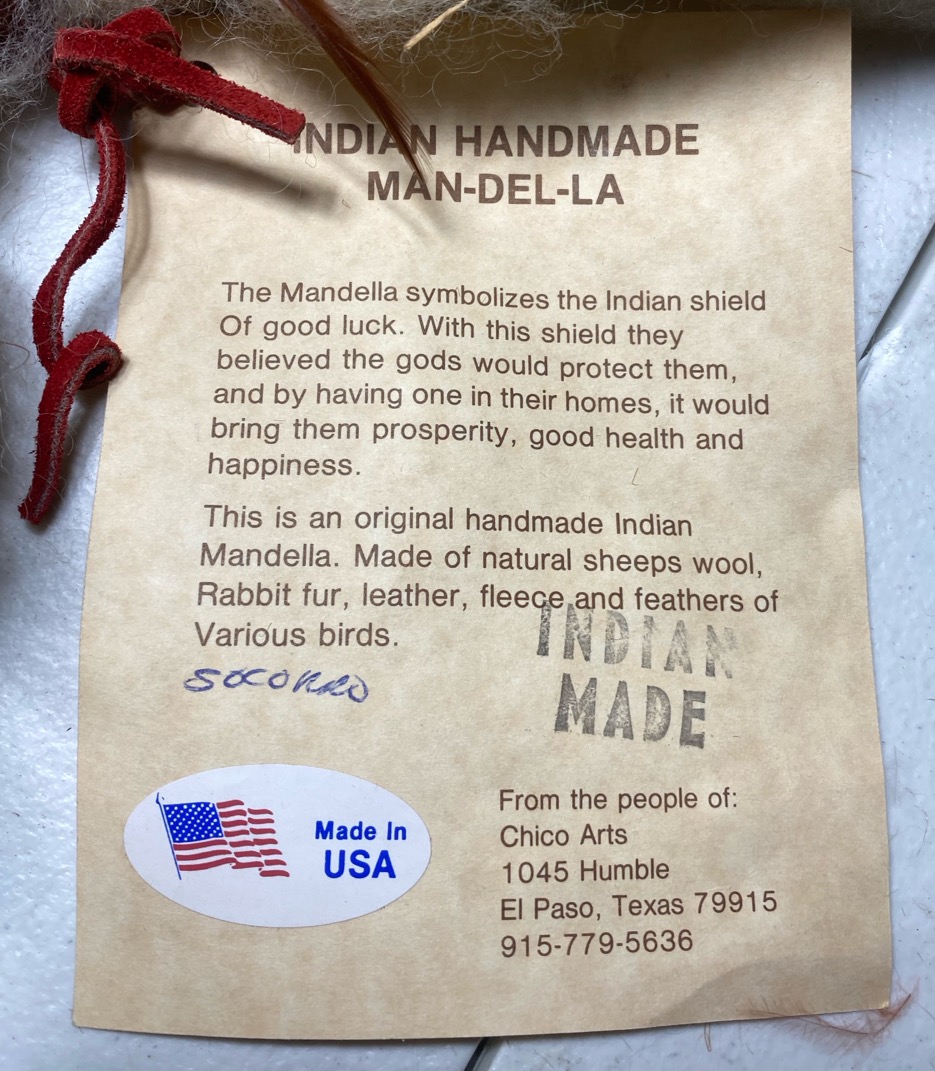 INDIAN HANDMADE
MAN-DEL-LA
The Mandella symbolizes the Indian shield
Of good luck. With this shield they
believed the gods would protect them,
and by having one in their homes, it would
bring them prosperity, good health and
happiness.
This is an original handmade Indian
Mandella. Made of natural sheeps wool,
Rabbit fur, leather, fleece and feathers of
Various birds.
SOCORRO
INDIAN
MADE
Made In
USA
From the people of:
Chico Arts
1045 Humble
El Paso, Texas 79915
915-779-5636